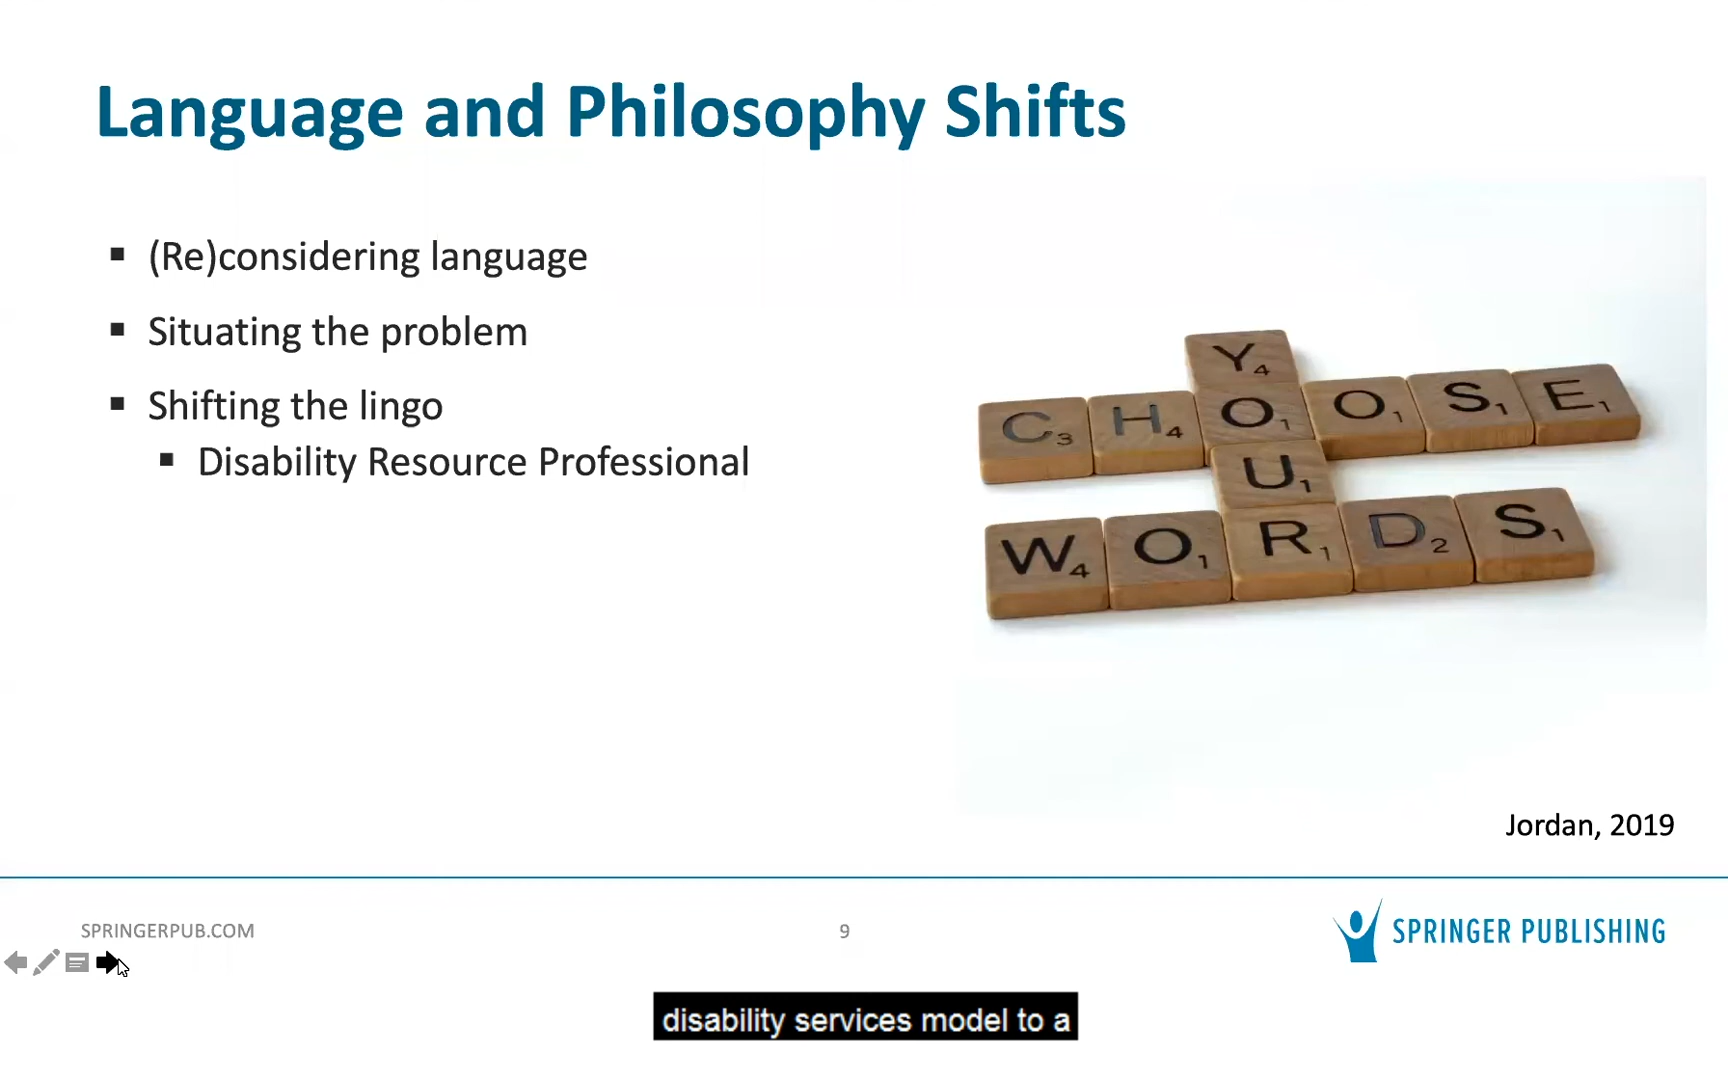 Language and Philosophy Shifts
▪ (Re)considering language
▪ Situating the problem
▪ Shifting the lingo
▪ Disability Resource Professional
Y4
C3 H4 O1 O1 S1 E1
U1
W4 O1 R1 D2 S1
Jordan, 2019
SPRINGERPUB.COM
9
SPRINGER PUBLISHING
disability services model to a